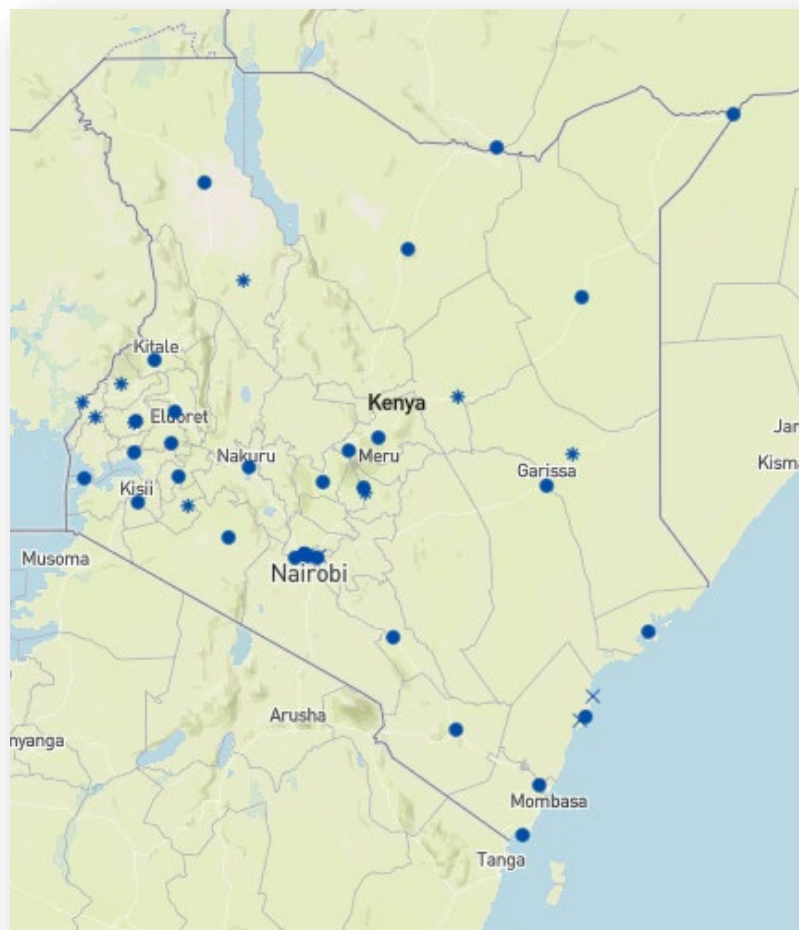 Kitale
Kenya
Eldoret
Jar
Nakuru
Meru
Kisma
Garissa
Kisii
Musoma
Nairobi
Arusha
nyanga
Mombasa
Tanga